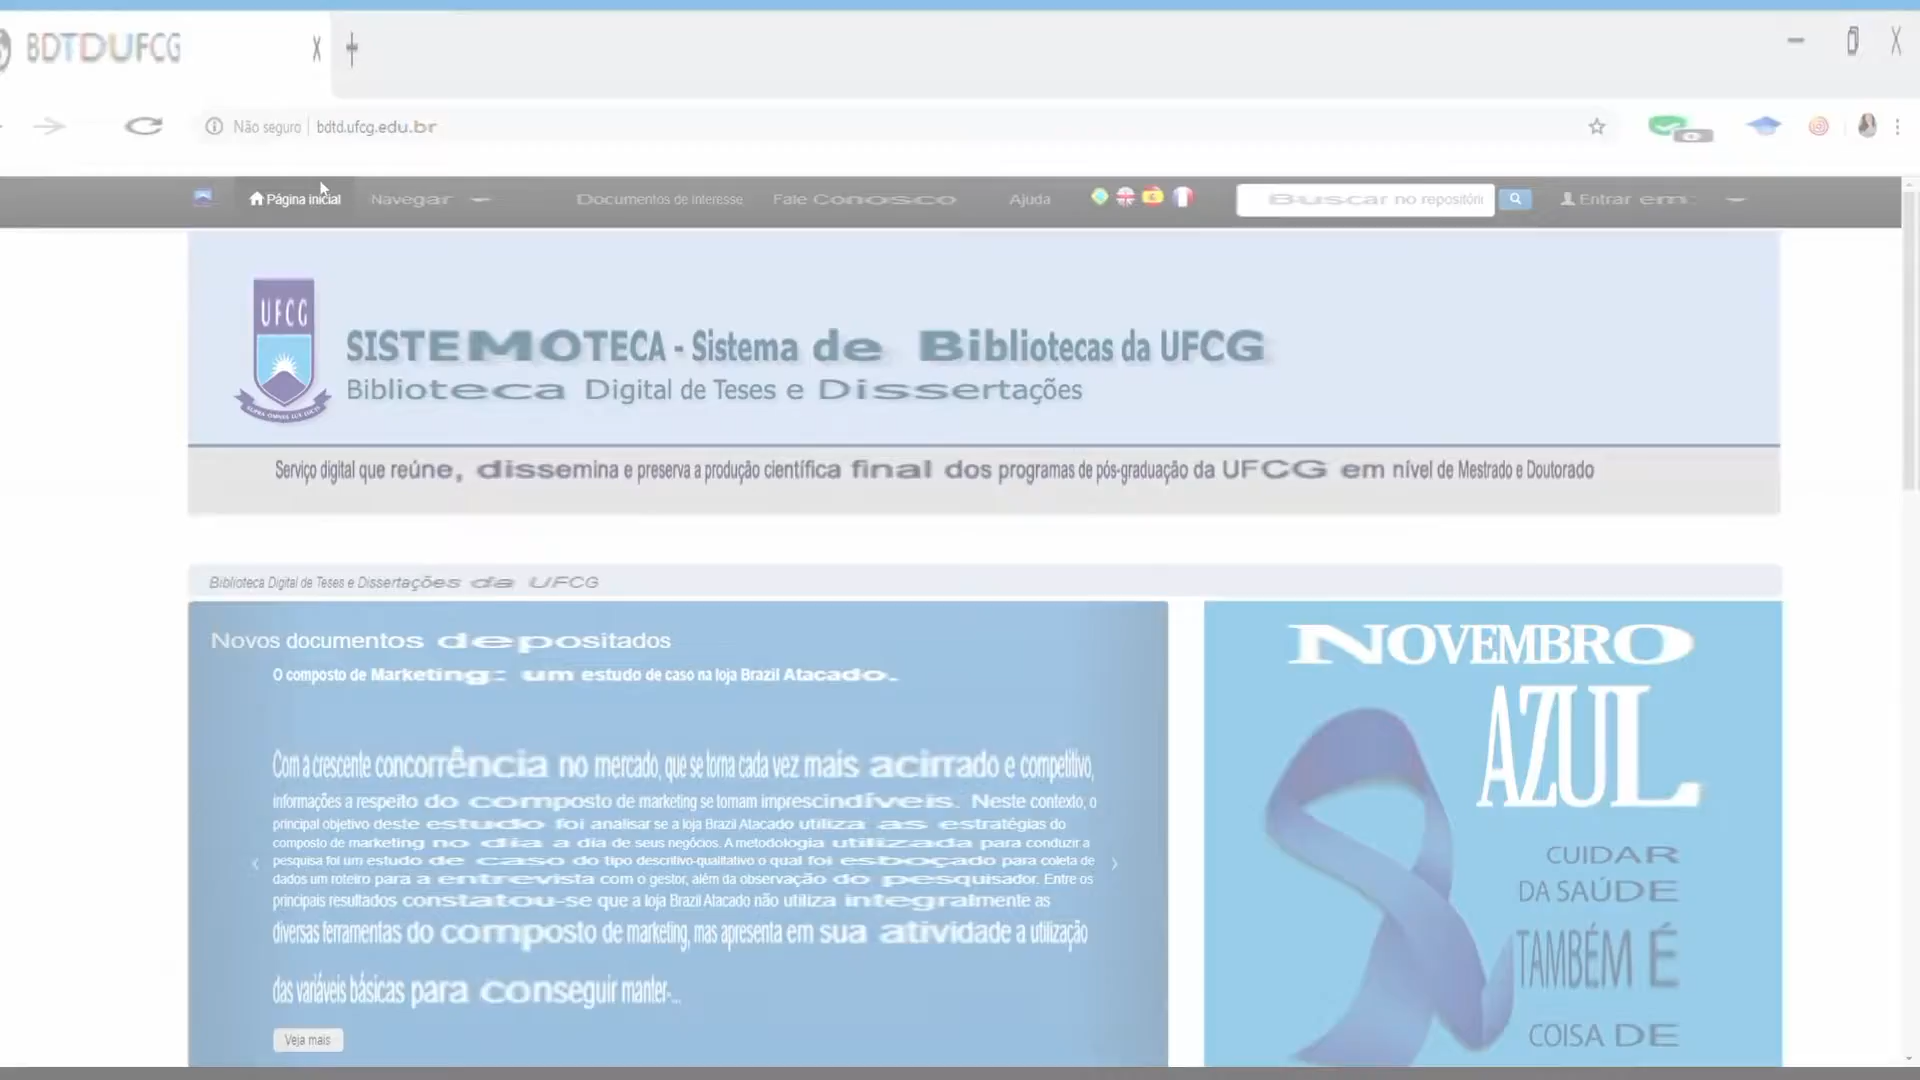 BDTDUFCG
Não seguro bdtd.ufcg.edu.br
Página inicial Navegar Documentos de interesse Fale Conosco Ajuda Buscar no repositóri Entrar em:
UFCG
SISTEMOTECA - Sistema de Bibliotecas da UFCG
Biblioteca Digital de Teses e Dissertações
Serviço digital que reúne, dissemina e preserva a produção científica final dos programas de pós-graduação da UFCG em nível de Mestrado e Doutorado
Biblioteca Digital de Teses e Dissertações da UFCG
Novos documentos depositados
O composto de Marketing: um estudo de caso na loja Brazil Atacado.
Com a crescente concorrência no mercado, que se torna cada vez mais acirrado e competitivo,
informações a respeito do composto de marketing se tornam imprescindíveis. Neste contexto, o
principal objetivo deste estudo foi analisar se a loja Brazil Atacado utiliza as estratégias do
composto de marketing no dia a dia de seus negócios. A metodologia utilizada para conduzir a
pesquisa foi um estudo de caso do tipo descritivo-qualitativo o qual foi esboçado para coleta de
dados um roteiro para a entrevista com o gestor, além da observação do pesquisador. Entre os
principais resultados constatou-se que a loja Brazil Atacado não utiliza integralmente as
diversas ferramentas do composto de marketing, mas apresenta em sua atividade a utilização
das variáveis básicas para conseguir manter-...
Veja mais
NOVEMBRO
AZUL
CUIDAR
DA SAÚDE
TAMBÉM É
COISA DE